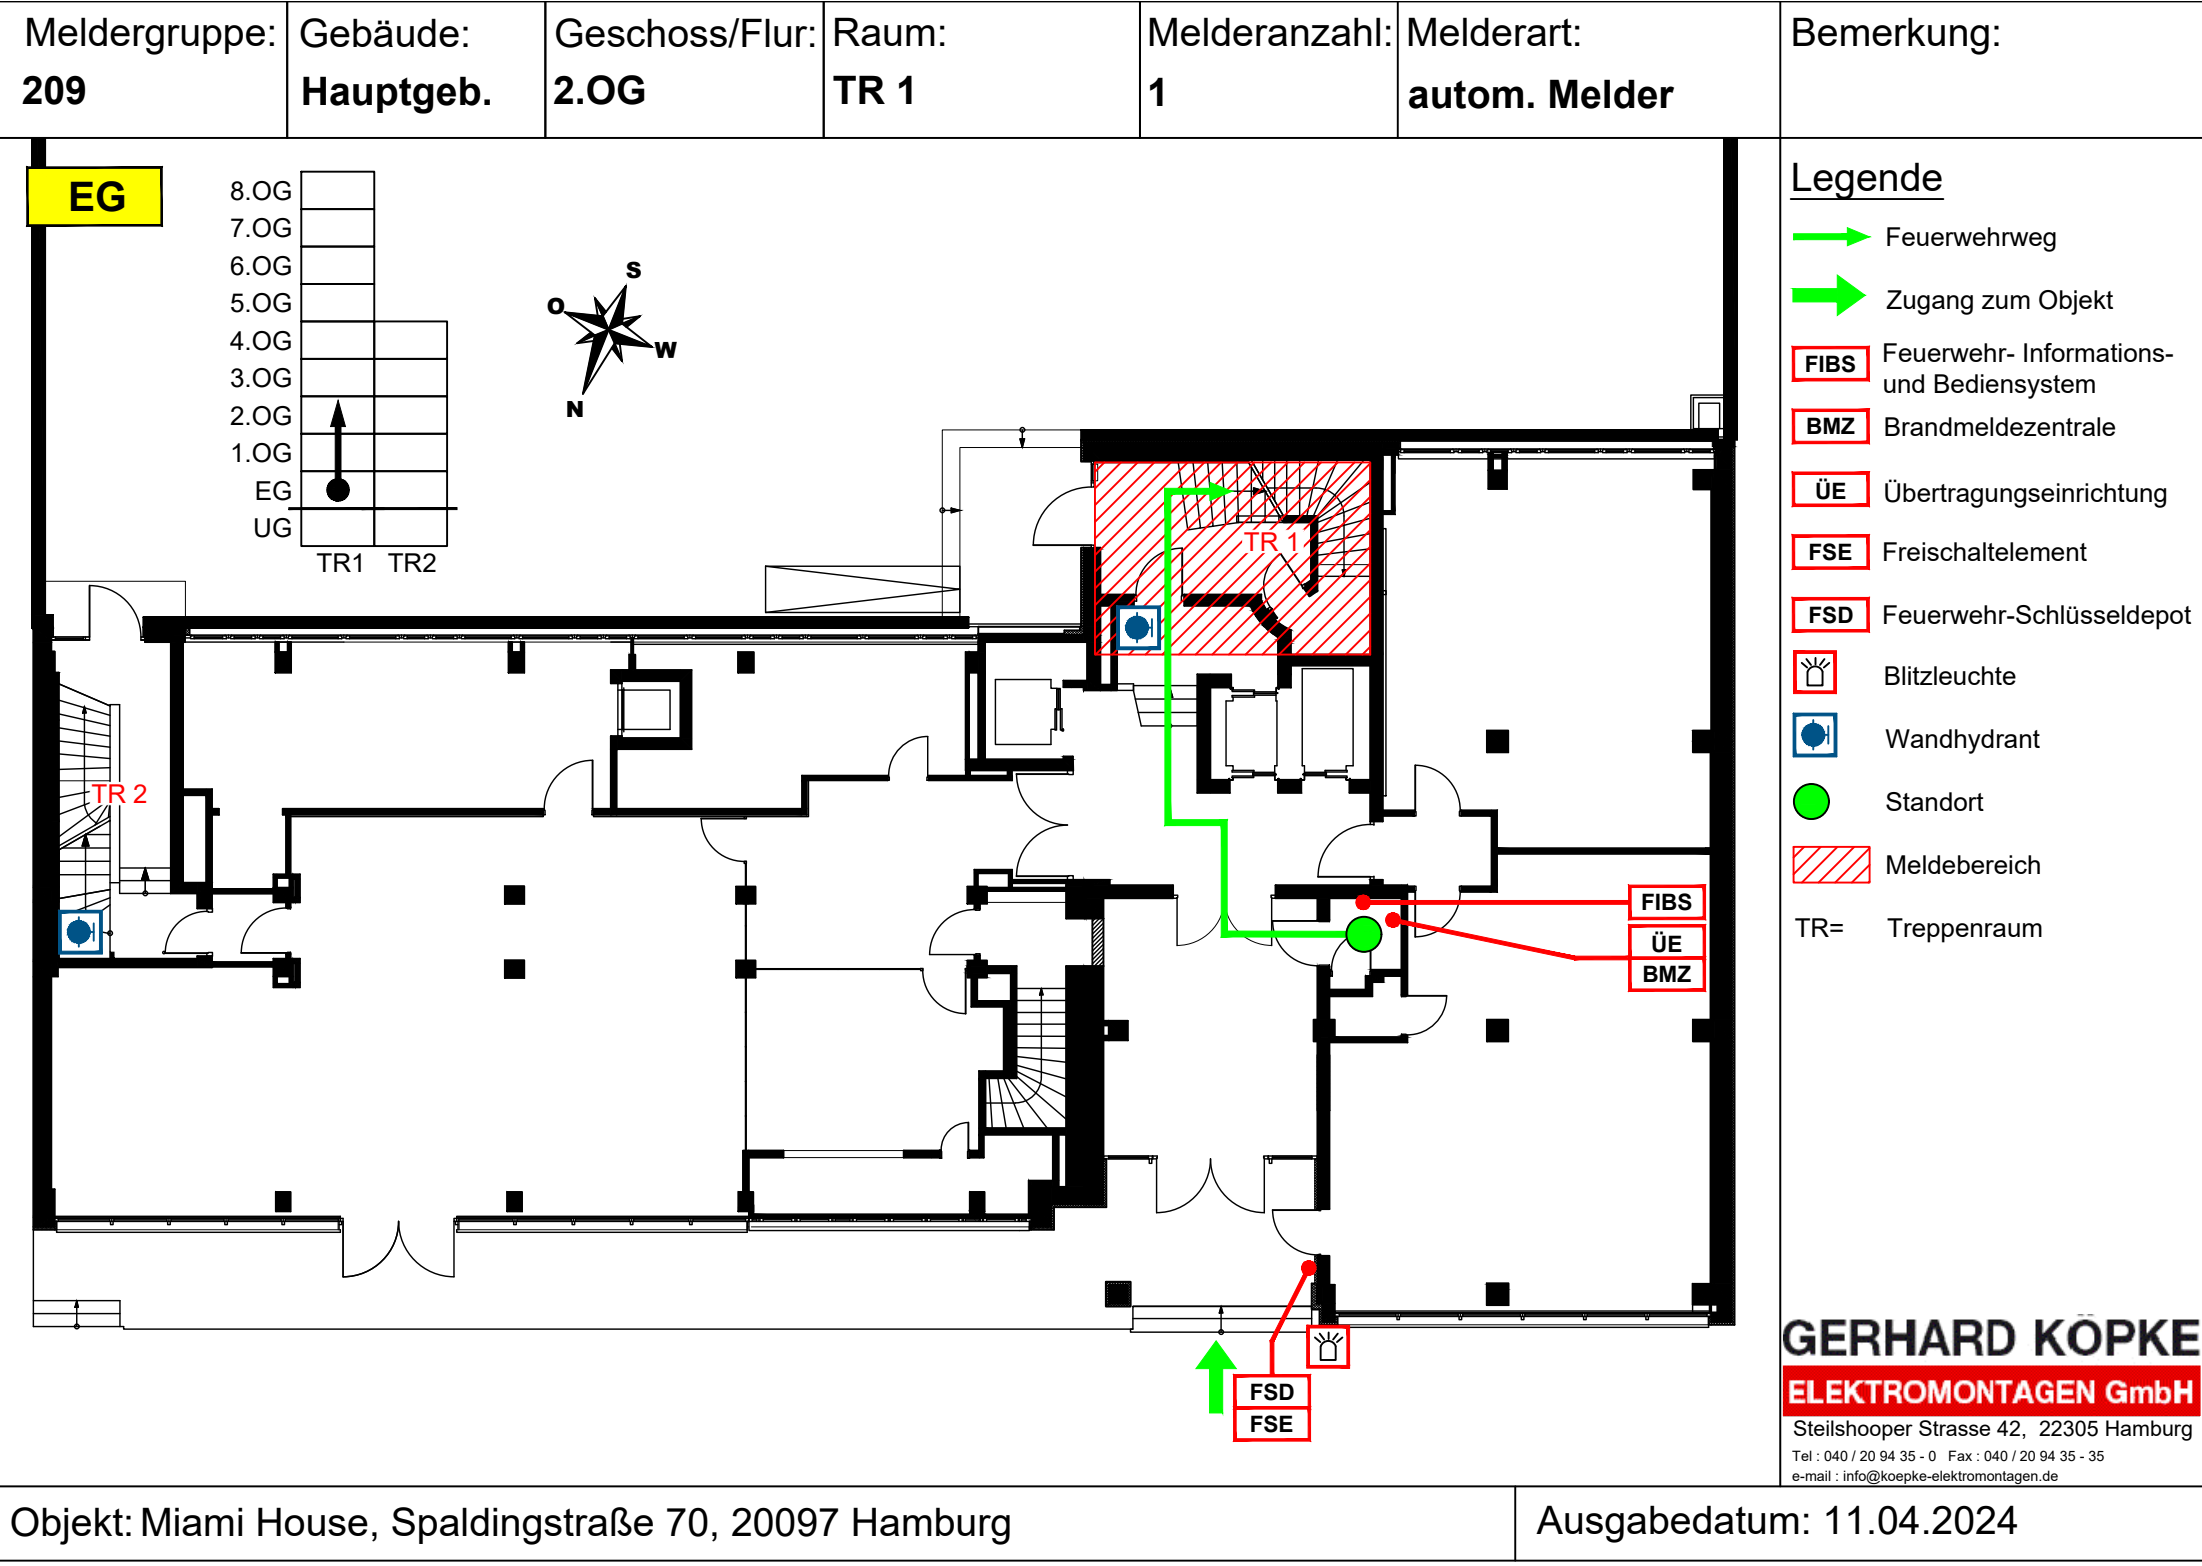 Meldergruppe: Gebäude: Geschoss/Flur: Raum: Melderanzahl: Melderart: Bemerkung:
209 Hauptgeb. 2.OG TR 1 1 autom. Melder
EG
8.OG
7.OG
6.OG
5.OG
4.OG
3.OG
2.OG
1.OG
EG
UG
TR1 TR2
S
O
W
N
TR 1
TR 2
FIBS
ÜE
BMZ
FSD
FSE
Legende
Feuerwehrweg
Zugang zum Objekt
FIBS Feuerwehr- Informations-
und Bediensystem
BMZ Brandmeldezentrale
ÜE Übertragungseinrichtung
FSE Freischaltelement
FSD Feuerwehr-Schlüsseldepot
Blitzleuchte
Wandhydrant
Standort
Meldebereich
TR= Treppenraum
GERHARD KÖPKE
ELEKTROMONTAGEN GmbH
Steilshooper Strasse 42, 22305 Hamburg
Tel : 040 / 20 94 35 - 0 Fax : 040 / 20 94 35 - 35
e-mail : info@koepke-elektromontagen.de
Objekt: Miami House, Spaldingstraße 70, 20097 Hamburg
Ausgabedatum: 11.04.2024